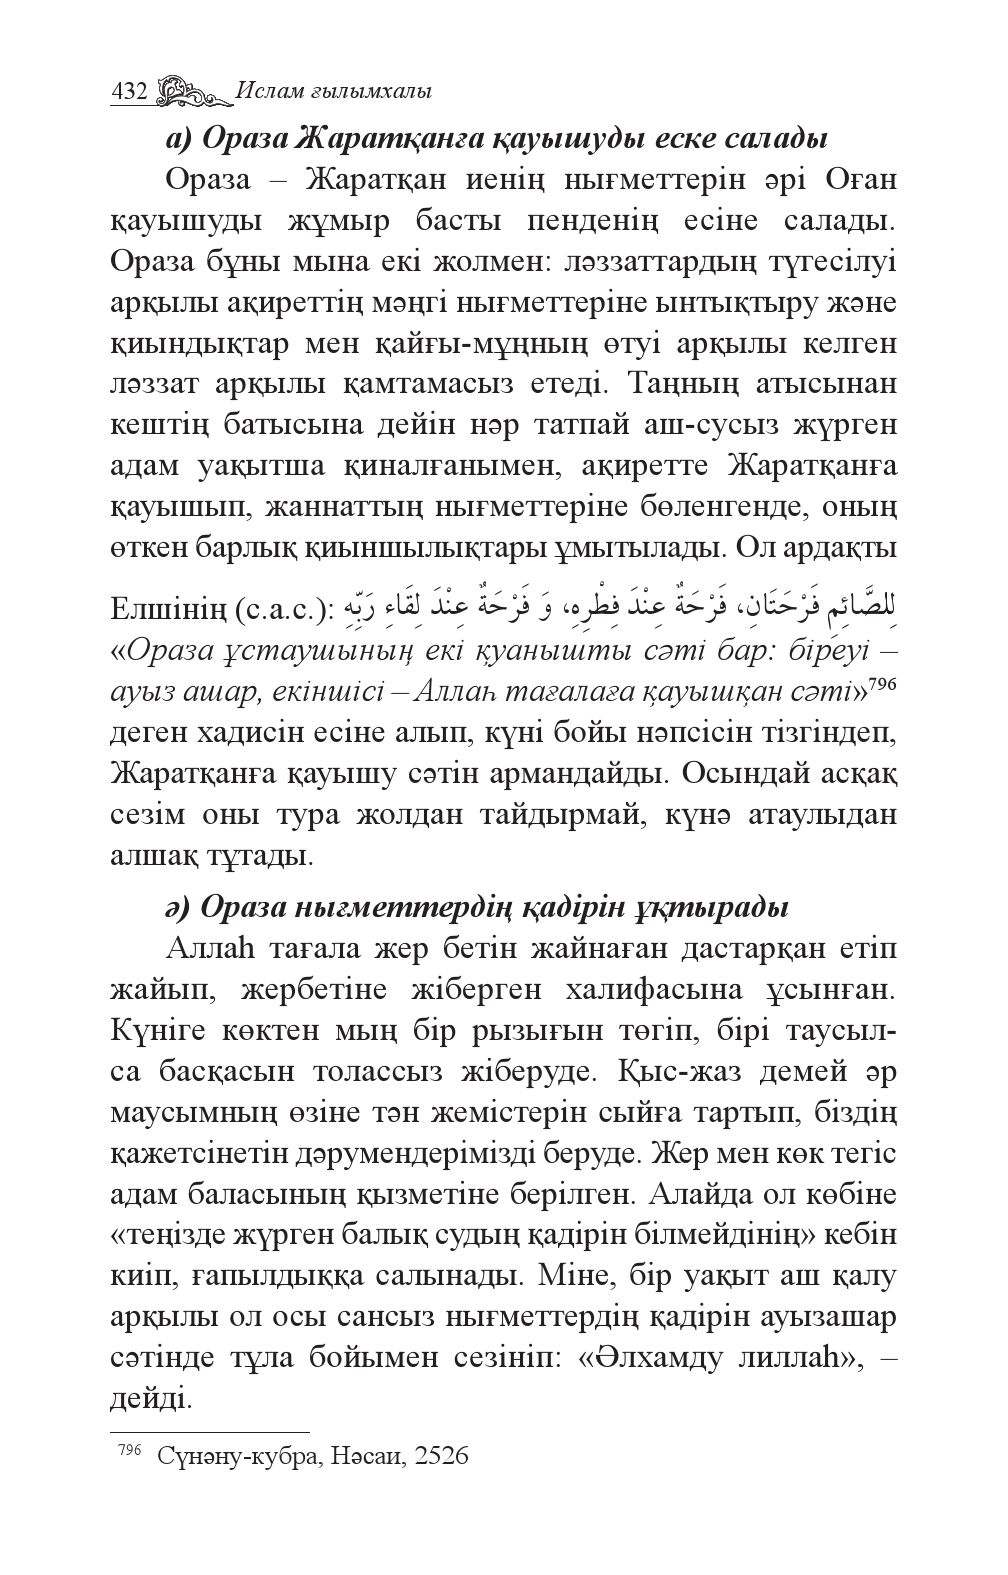 432 Ислам ғылымхалы
а) Ораза Жаратқанға қауышуды еске салады
Ораза – Жаратқан иенің нығметтерін әрі Оған
қауышуды жұмыр басты пенденің есіне салады.
Ораза бұны мына екі жолмен: ләззаттардың түгесілуі
арқылы ақиреттің мәңгі нығметтеріне ынтықтыру және
қиындықтар мен қайғы-мұңның өтуі арқылы келген
ләззат арқылы қамтамасыз етеді. Таңның атысынан
кештің батысына дейін нәр татпай аш-сусыз жүрген
адам уақытша қиналғанымен, ақиретте Жаратқанға
қауышып, жаннаттың нығметтеріне бөленгенде, оның
өткен барлық қиыншылықтары ұмытылады. Ол ардақты
Елшінің (с.а.с.): لِلصَّائِمِ فَرْحَتَانِ، فَرْحَةٌ عِنْدَ فِطْرِهِ، وَ فَرْحَةٌ عِنْدَ لِقَاءِ رَبِّهِ
«Ораза ұстаушының екі қуанышты сәті бар: біреуі –
ауыз ашар, екіншісі – Аллаһ тағалаға қауышқан сәті»796
деген хадисін есіне алып, күні бойы нәпсісін тізгіндеп,
Жаратқанға қауышу сәтін армандайды. Осындай асқақ
сезім оны тура жолдан тайдырмай, күнә атаулыдан
алшақ тұтады.
ә) Ораза нығметтердің қадірін ұқтырады
Аллаһ тағала жер бетін жайнаған дастарқан етіп
жайып, жербетіне жіберген халифасына ұсынған.
Күніге көктен мың бір рызығын төгіп, бірі таусыл-
са басқасын толассыз жіберуде. Қыс-жаз демей әр
маусымның өзіне тән жемістерін сыйға тартып, біздің
қажетсінетін дәрумендерімізді беруде. Жер мен көк тегіс
адам баласының қызметіне берілген. Алайда ол көбіне
«теңізде жүрген балық судың қадірін білмейдінің» кебін
киіп, ғапылдыққа салынады. Міне, бір уақыт аш қалу
арқылы ол осы сансыз нығметтердің қадірін ауызашар
сәтінде тұла бойымен сезініп: «Әлхамду лиллаһ», –
дейді.
796 Сүнәну-кубра, Нәсаи, 2526